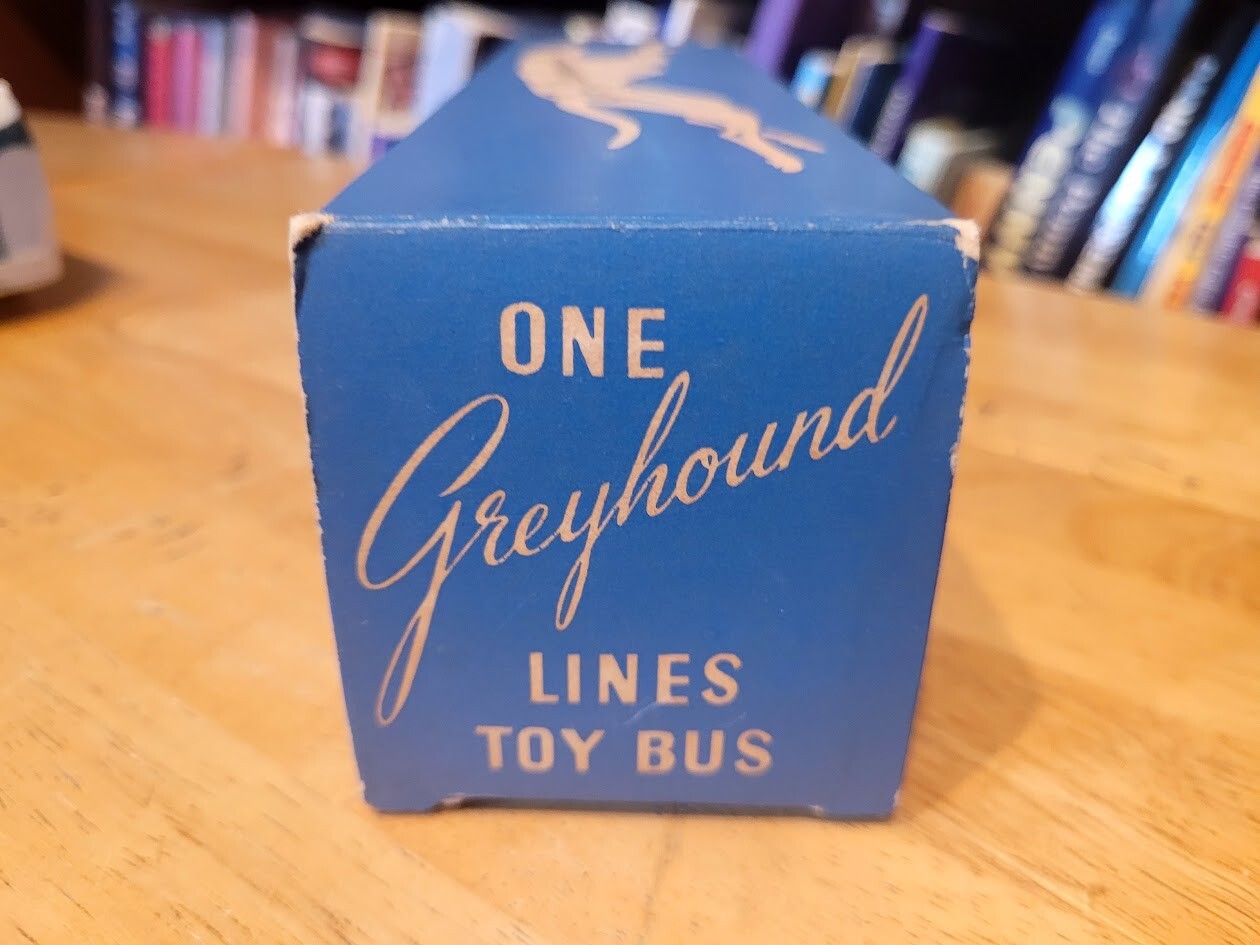 ONE
Greyhound
LINES
TOY BUS